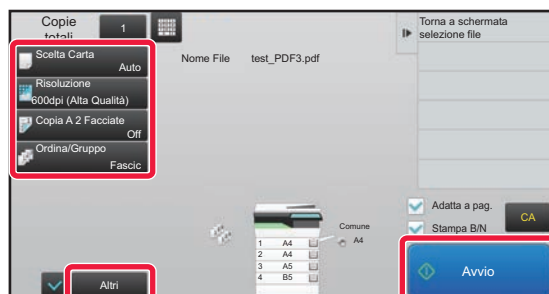 Copie
totali
1
Torna a schermata
selezione file
Scelta Carta
Auto
Nome File test_PDF3.pdf
Risoluzione
600dpi (Alta Qualità)
Copia A 2 Facciate
Off
Ordina/Gruppo
Fascic
Adatta a pag.
Stampa B/N
CA
Comune
A4
1 A4
2 A4
3 A5
4 B5
Altri
Avvio